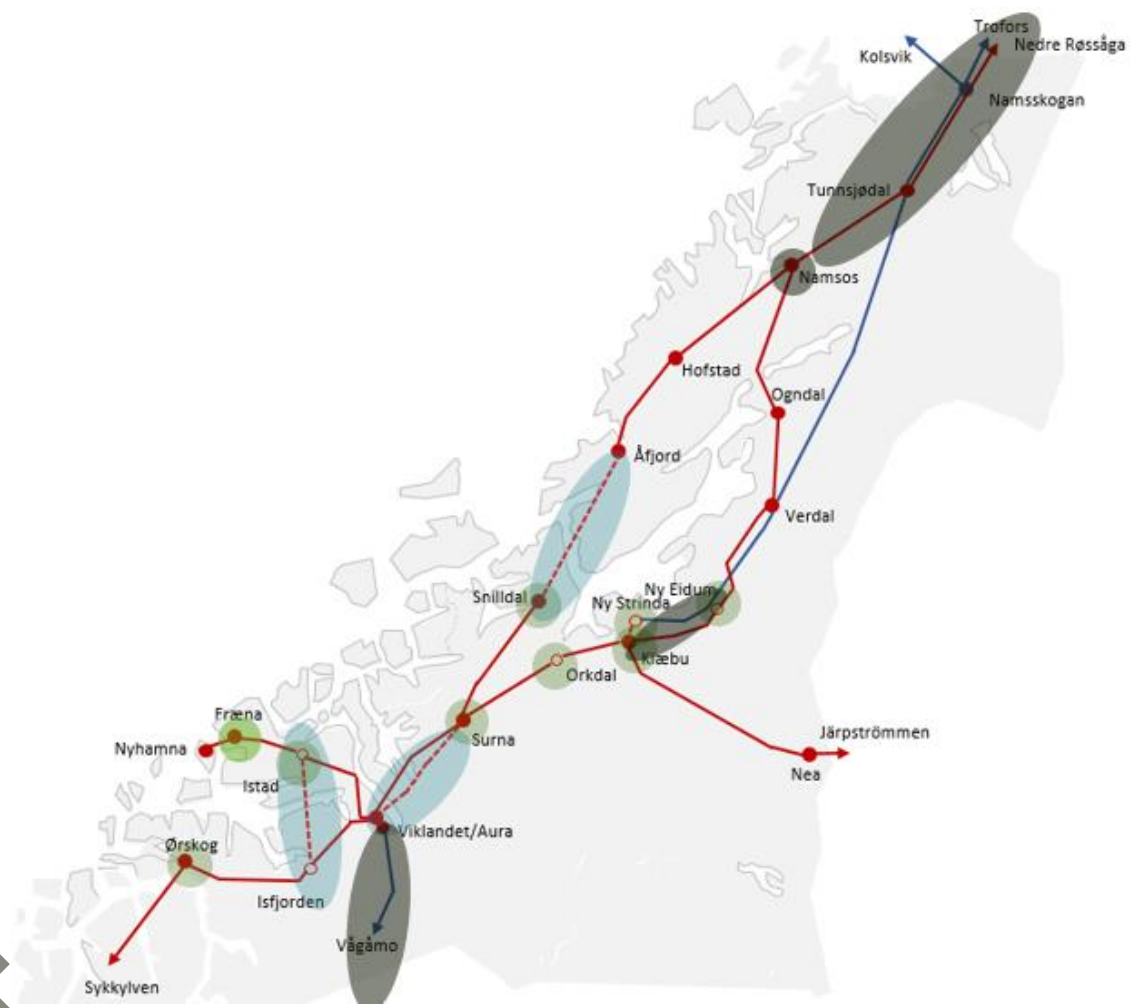 Trofors
Nedre Røssåga
Kolsvik
Namsskogan
Tunnsjødal
Namsos
Hofstad
Ogndal
Åfjord
Verdal
Snilldal
Ny Eidum
Ny Strinda
Klæbu
Orkdal
Fræna
Surna
Järpströmmen
Nyhamna
Nea
Istad
Viklandet/Aura
Ørskog
Isfjorden
Vågåmo
Sykkylven